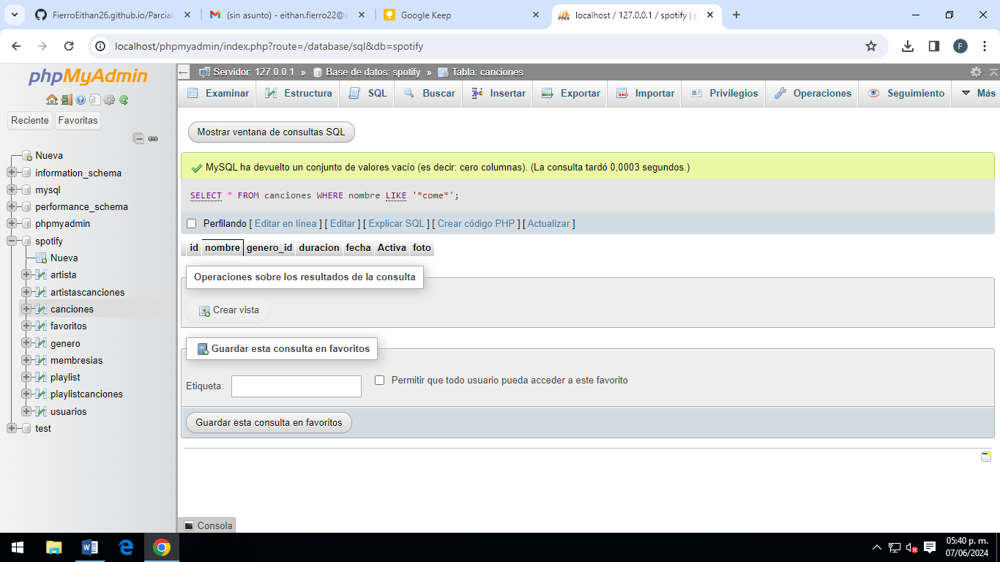 FierroEithan26.github.io/Parcial
(sin asunto) - eithan.fierro22@c
Google Keep
localhost / 127.0.0.1 / spotify | p
localhost/phpmyadmin/index.php?route=/database/sql&db=spotify
F
phpMyAdmin
Reciente
Favoritas
Nueva
information_schema
mysql
performance_schema
phpmyadmin
spotify
Nueva
artista
artistascanciones
canciones
favoritos
genero
membresias
playlist
playlistcanciones
usuarios
test
Servidor: 127.0.0.1 » Base de datos: spotify » Tabla: canciones
Examinar Estructura SQL Buscar Insertar Exportar Importar Privilegios Operaciones Seguimiento Más
Mostrar ventana de consultas SQL
MySQL ha devuelto un conjunto de valores vacío (es decir: cero columnas). (La consulta tardó 0,0003 segundos.)
SELECT * FROM canciones WHERE nombre LIKE '*come*';
Perfilando [ Editar en línea ] [ Editar ] [ Explicar SQL ] [ Crear código PHP ] [ Actualizar ]
id nombre genero_id duracion fecha Activa foto
Operaciones sobre los resultados de la consulta
Crear vista
Guardar esta consulta en favoritos
Etiqueta:
Permitir que todo usuario pueda acceder a este favorito
Guardar esta consulta en favoritos
Consola
05:40 p. m.
07/06/2024